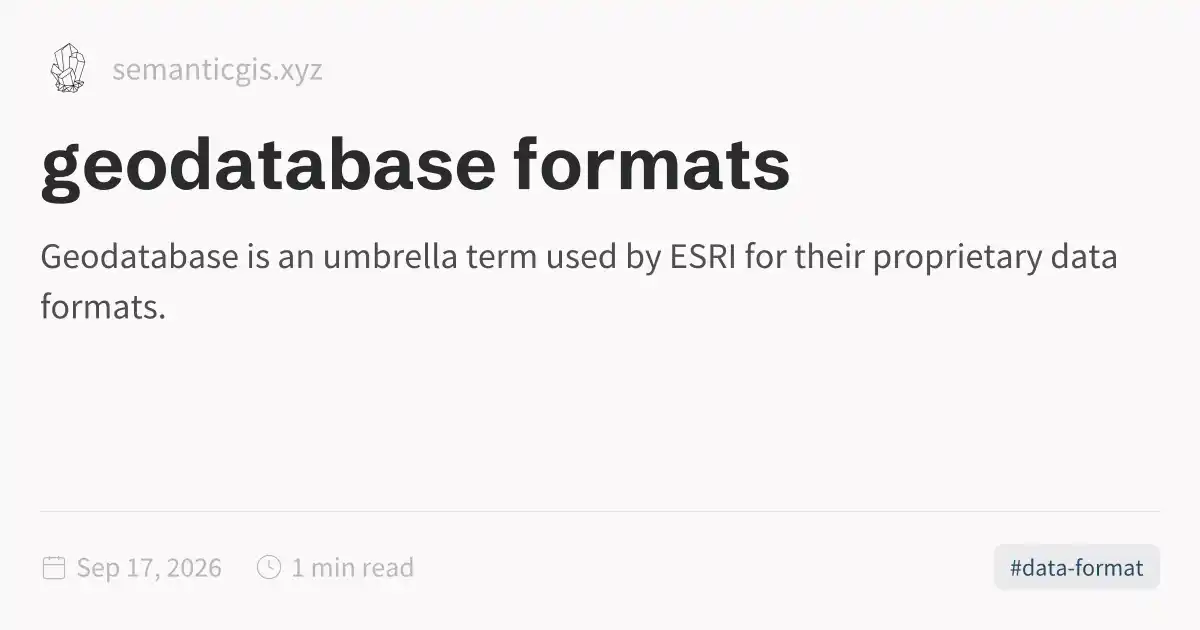 semanticgis.xyz
geodatabase formats
Geodatabase is an umbrella term used by ESRI for their proprietary data
formats.
Sep 17, 2026
1 min read
#data-format